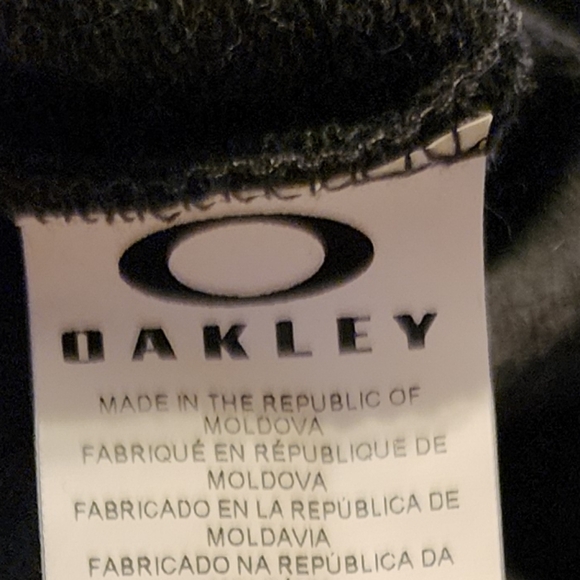 OAKLEY
MADE IN THE REPUBLIC OF
MOLDOVA
FABRIQUÉ EN RÉPUBLIQUE DE
MOLDOVA
FABRICADO EN LA REPÚBLICA DE
MOLDAVIA
FABRICADO NA REPÚBLICA DA